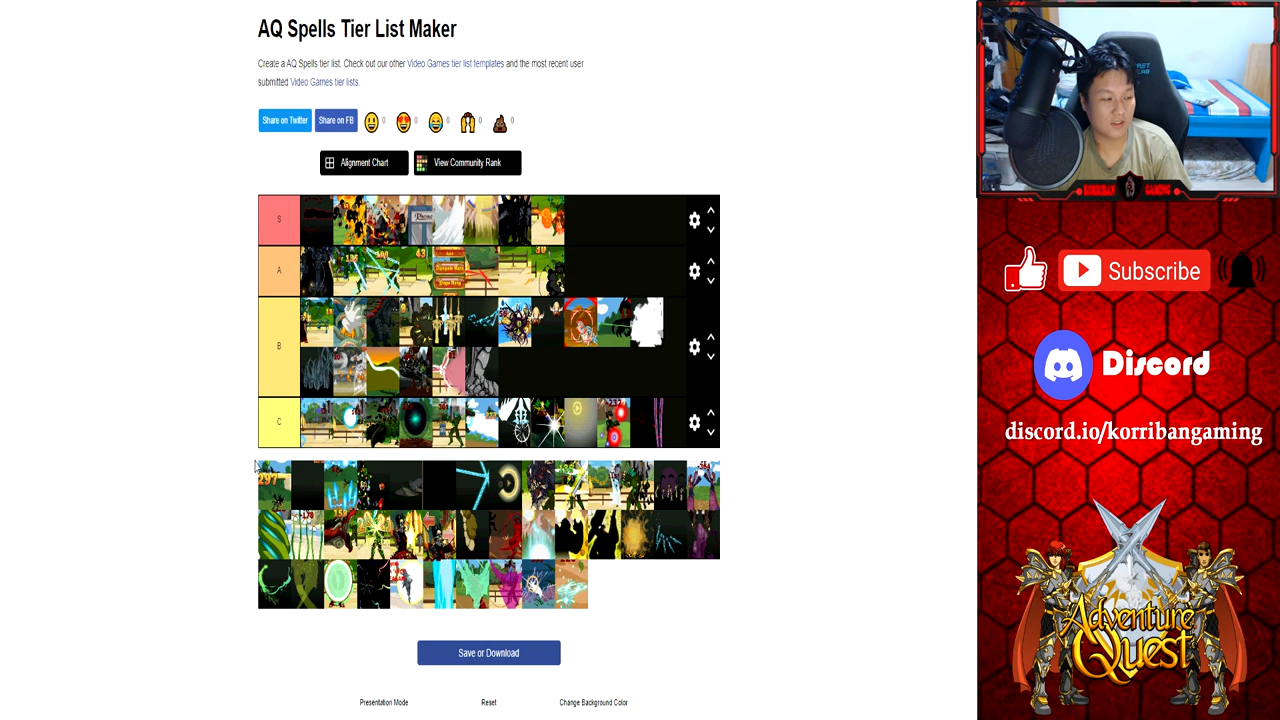 AQ Spells Tier List Maker
Create a AQ Spells tier list. Check out our other Video Games tier list templates and the most recent user
submitted Video Games tier lists.
Share on Twitter
Share on FB
0
0
0
0
0
Alignment Chart
View Community Rank
S
A
B
C
297
Save or Download
Presentation Mode
Reset
Change Background Color
KORRIBAN GAMING
Subscribe
Discord
discord.io/korribangaming
Adventure
Quest